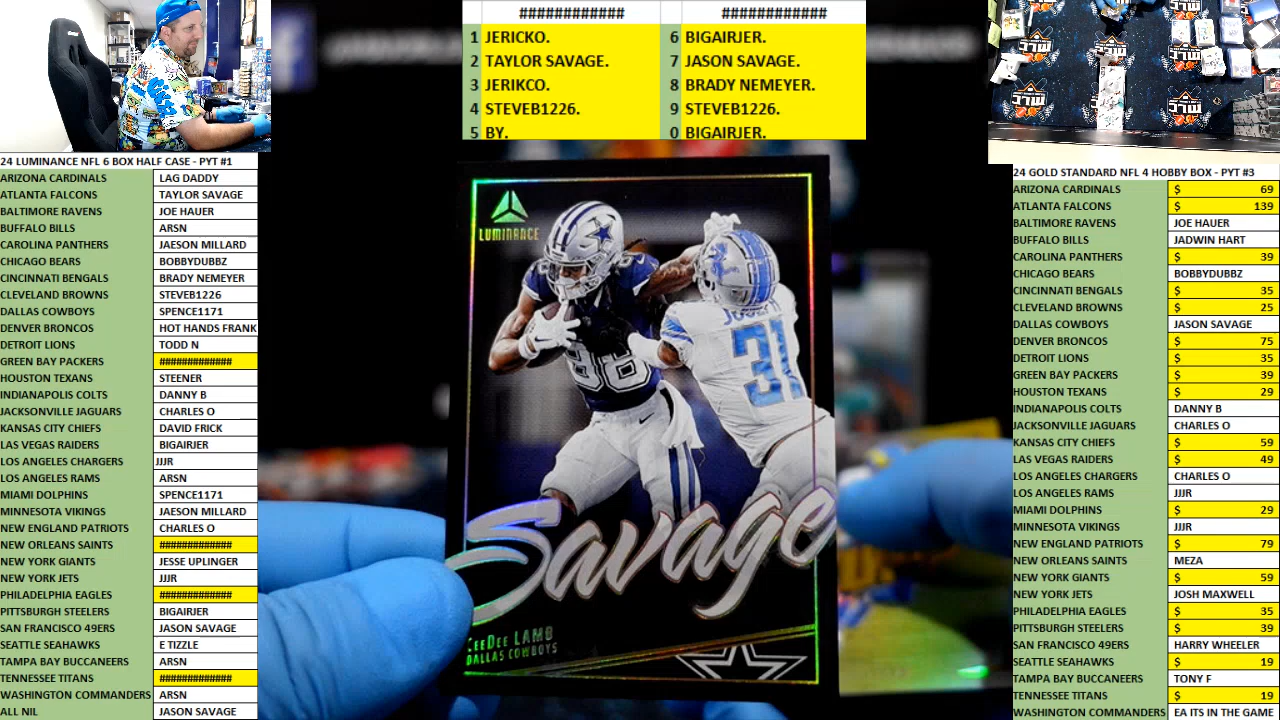 ############ ############
1 JERICKO. 6 BIGAIRJER.
2 TAYLOR SAVAGE. 7 JASON SAVAGE.
3 JERIKCO. 8 BRADY NEMEYER.
4 STEVEB1226. 9 STEVEB1226.
5 BY. 0 BIGAIRJER.
24 LUMINANCE NFL 6 BOX HALF CASE - PYT #1
ARIZONA CARDINALS LAG DADDY
ATLANTA FALCONS TAYLOR SAVAGE
BALTIMORE RAVENS JOE HAUER
BUFFALO BILLS ARSN
CAROLINA PANTHERS JAESON MILLARD
CHICAGO BEARS BOBBYDUBBZ
CINCINNATI BENGALS BRADY NEMEYER
CLEVELAND BROWNS STEVEB1226
DALLAS COWBOYS SPENCE1171
DENVER BRONCOS HOT HANDS FRANK
DETROIT LIONS TODD N
GREEN BAY PACKERS #############
HOUSTON TEXANS STEENER
INDIANAPOLIS COLTS DANNY B
JACKSONVILLE JAGUARS CHARLES O
KANSAS CITY CHIEFS DAVID FRICK
LAS VEGAS RAIDERS BIGAIRJER
LOS ANGELES CHARGERS JJJR
LOS ANGELES RAMS ARSN
MIAMI DOLPHINS SPENCE1171
MINNESOTA VIKINGS JAESON MILLARD
NEW ENGLAND PATRIOTS CHARLES O
NEW ORLEANS SAINTS #############
NEW YORK GIANTS JESSE UPLINGER
NEW YORK JETS JJJR
PHILADELPHIA EAGLES #############
PITTSBURGH STEELERS BIGAIRJER
SAN FRANCISCO 49ERS JASON SAVAGE
SEATTLE SEAHAWKS E TIZZLE
TAMPA BAY BUCCANEERS ARSN
TENNESSEE TITANS #############
WASHINGTON COMMANDERS ARSN
ALL NIL JASON SAVAGE
LUMINANCE
88
JOSEPH
31
Savage
CEEDEE LAMB
DALLAS COWBOYS
24 GOLD STANDARD NFL 4 HOBBY BOX - PYT #3
ARIZONA CARDINALS $ 69
ATLANTA FALCONS $ 139
BALTIMORE RAVENS JOE HAUER
BUFFALO BILLS JADWIN HART
CAROLINA PANTHERS $ 39
CHICAGO BEARS BOBBYDUBBZ
CINCINNATI BENGALS $ 35
CLEVELAND BROWNS $ 25
DALLAS COWBOYS JASON SAVAGE
DENVER BRONCOS $ 75
DETROIT LIONS $ 35
GREEN BAY PACKERS $ 39
HOUSTON TEXANS $ 29
INDIANAPOLIS COLTS DANNY B
JACKSONVILLE JAGUARS CHARLES O
KANSAS CITY CHIEFS $ 59
LAS VEGAS RAIDERS $ 49
LOS ANGELES CHARGERS CHARLES O
LOS ANGELES RAMS JJJR
MIAMI DOLPHINS $ 29
MINNESOTA VIKINGS JJJR
NEW ENGLAND PATRIOTS $ 79
NEW ORLEANS SAINTS MEZA
NEW YORK GIANTS $ 59
NEW YORK JETS JOSH MAXWELL
PHILADELPHIA EAGLES $ 35
PITTSBURGH STEELERS $ 39
SAN FRANCISCO 49ERS HARRY WHEELER
SEATTLE SEAHAWKS $ 19
TAMPA BAY BUCCANEERS TONY F
TENNESSEE TITANS $ 19
WASHINGTON COMMANDERS EA ITS IN THE GAME